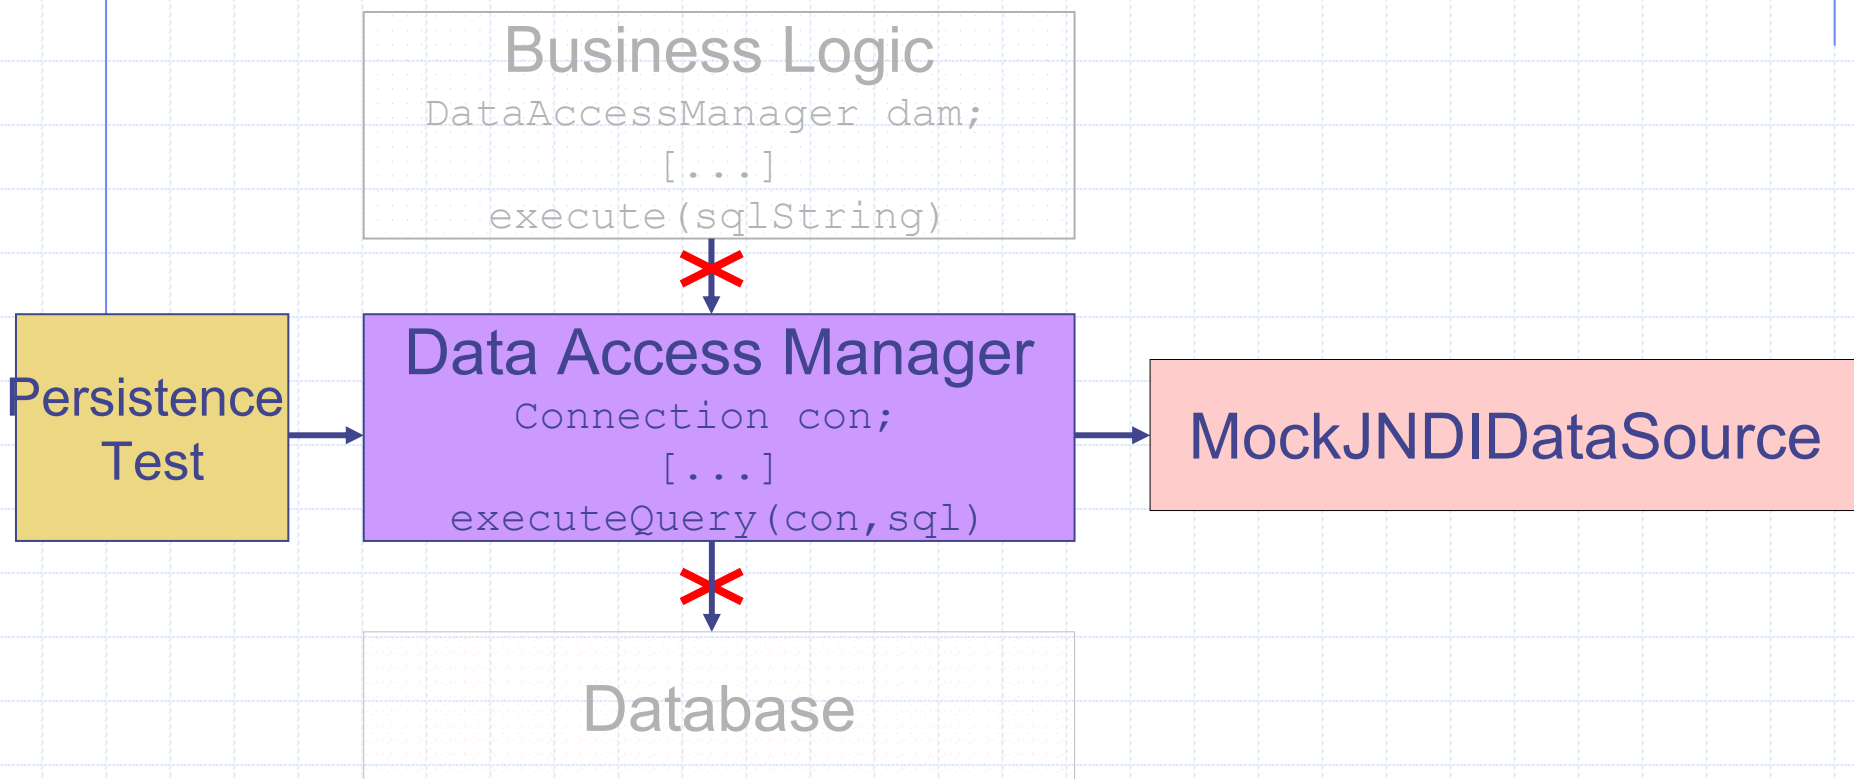 Business Logic
DataAccessManager dam;
[...]
execute(sqlString)
Persistence
Test
Data Access Manager
Connection con;
[...]
executeQuery(con,sql)
MockJNDIDataSource
Database